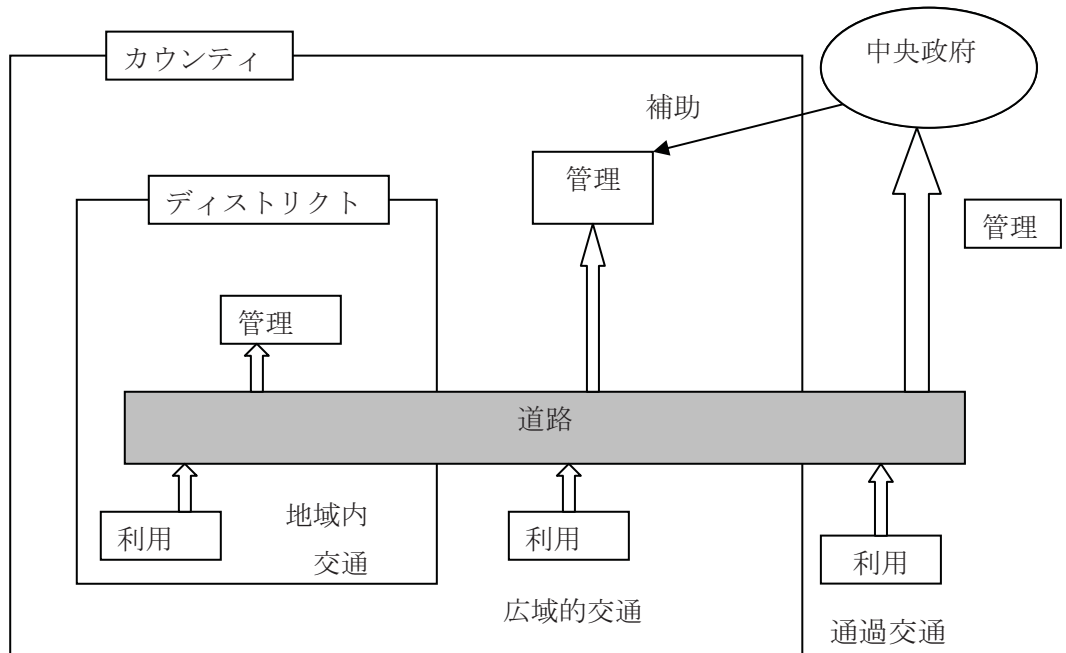 カウンティ
中央政府
補助
管理
ディストリクト
管理
管理
道路
利用
地域内
交通
利用
利用
広域的交通
通過交通